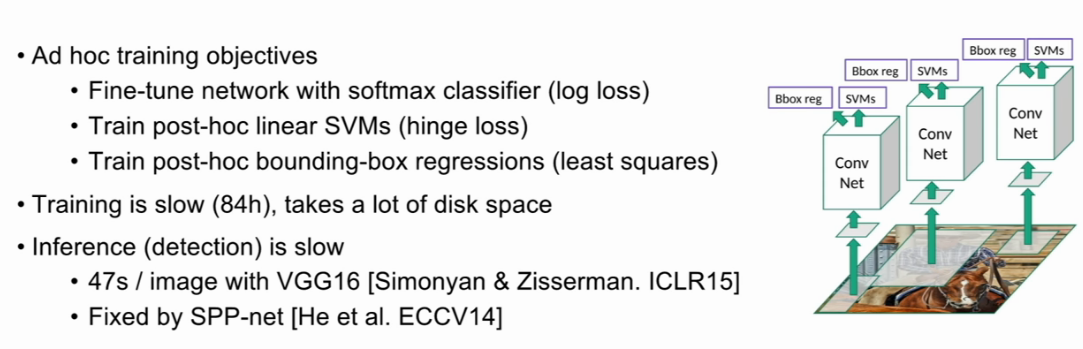 • Ad hoc training objectives
• Fine-tune network with softmax classifier (log loss)
• Train post-hoc linear SVMs (hinge loss)
• Train post-hoc bounding-box regressions (least squares)
• Training is slow (84h), takes a lot of disk space
• Inference (detection) is slow
• 47s / image with VGG16 [Simonyan & Zisserman. ICLR15]
• Fixed by SPP-net [He et al. ECCV14]
Bbox reg SVMs
Bbox reg SVMs
Bbox reg SVMs
Conv
Net
Conv
Net
Conv
Net